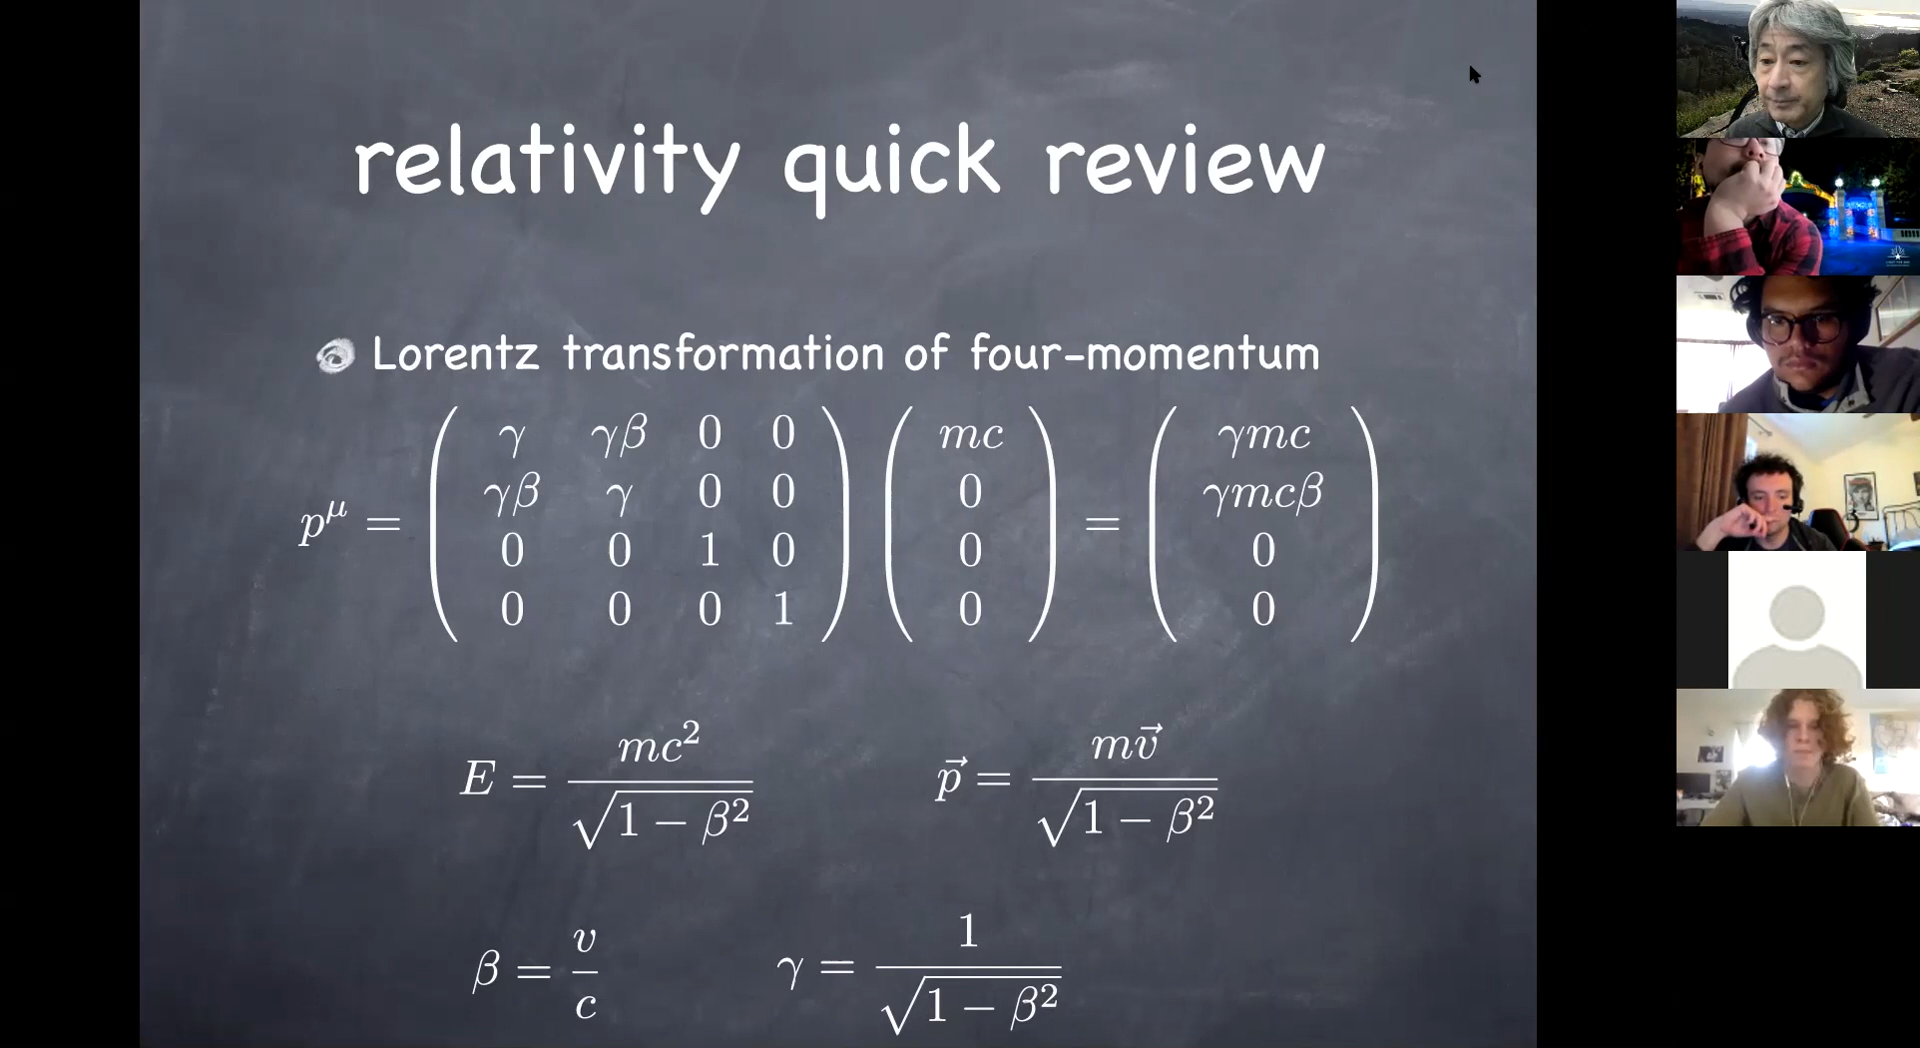 relativity quick review
Lorentz transformation of four-momentum
p^μ = ( γ γβ 0 0 ; γβ γ 0 0 ; 0 0 1 0 ; 0 0 0 1 ) ( mc ; 0 ; 0 ; 0 ) = ( γmc ; γmcβ ; 0 ; 0 )
E = mc² / √(1 − β²)    p⃗ = mv⃗ / √(1 − β²)
β = v / c    γ = 1 / √(1 − β²)